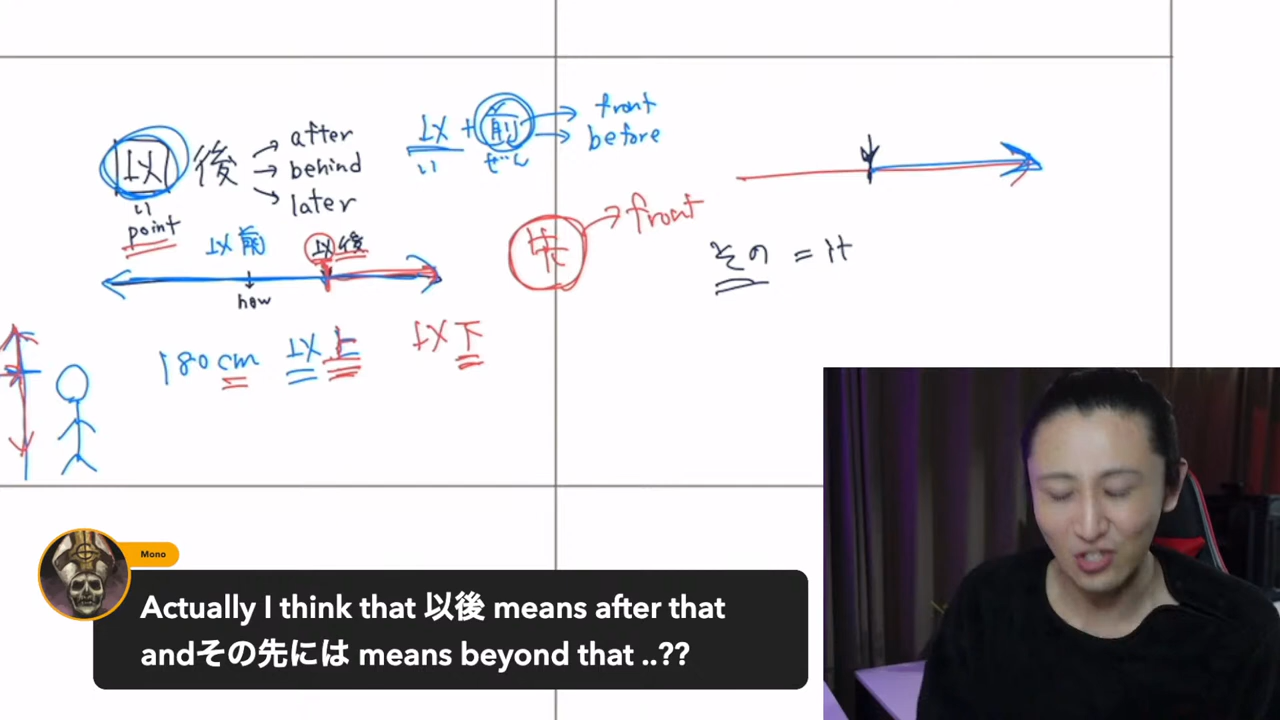 以後
after
behind
later
い
point
以+前
い ぜん
front
before
以前
以後
now
先
front
その = it
180cm 以上
以下
Mono
Actually I think that 以後 means after that
andその先には means beyond that ..??